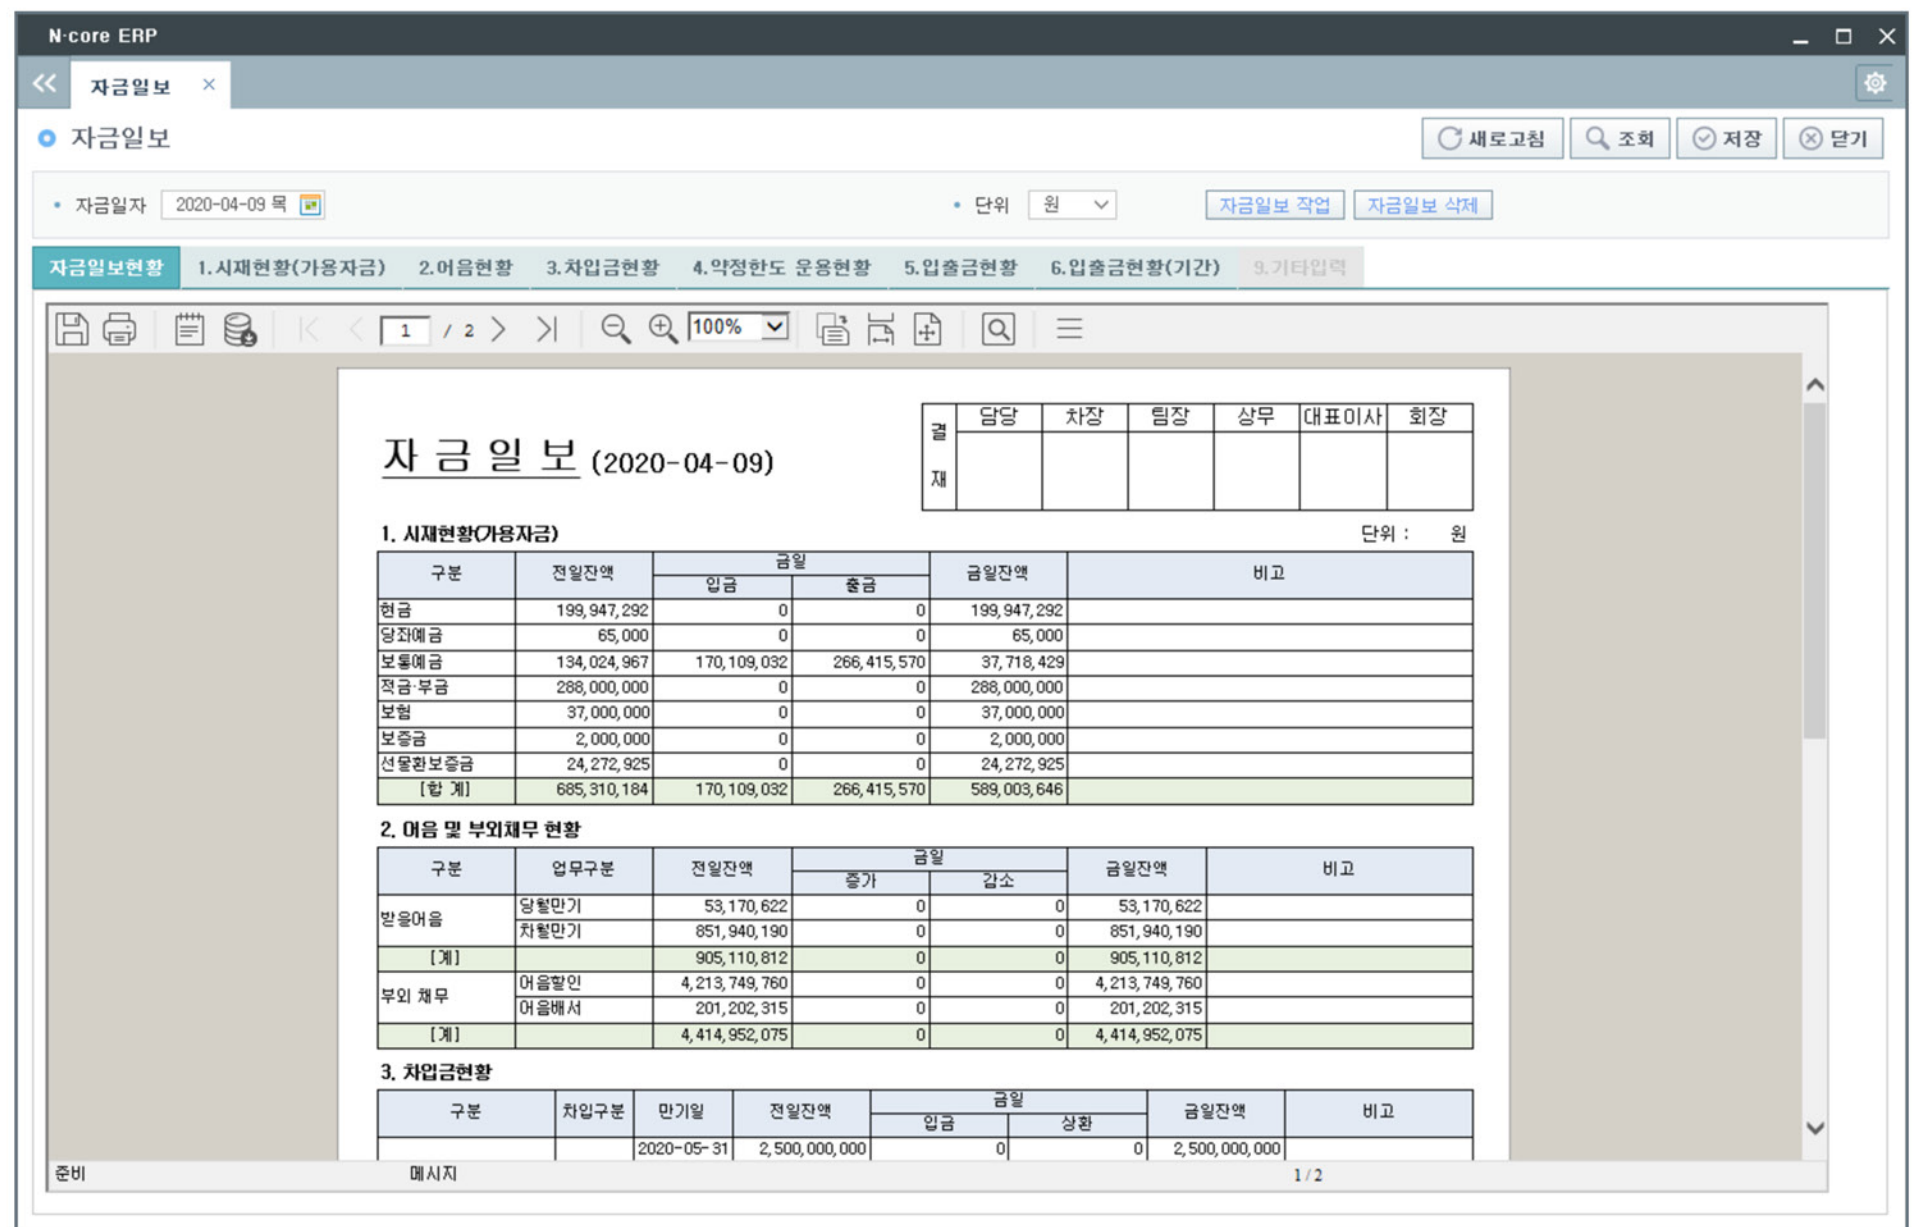 N·core ERP
자금일보
자금일보
새로고침 조회 저장 닫기
자금일자 2020-04-09 목 단위 원 자금일보 작업 자금일보 삭제
자금일보현황 1.시재현황(가용자금) 2.어음현황 3.차입금현황 4.약정한도 운용현황 5.입출금현황 6.입출금현황(기간) 9.기타입력
1 / 2 100%
자 금 일 보 (2020-04-09)
결재 담당 차장 팀장 상무 대표이사 회장
1. 시재현황(가용자금) 단위 : 원
구분 전일잔액 금일 금일잔액 비고
입금 출금
현금 199,947,292 0 0 199,947,292
당좌예금 65,000 0 0 65,000
보통예금 134,024,967 170,109,032 266,415,570 37,718,429
적금·부금 288,000,000 0 0 288,000,000
보험 37,000,000 0 0 37,000,000
보증금 2,000,000 0 0 2,000,000
선물환보증금 24,272,925 0 0 24,272,925
[합 계] 685,310,184 170,109,032 266,415,570 589,003,646
2. 어음 및 부외채무 현황
구분 업무구분 전일잔액 금일 금일잔액 비고
증가 감소
받을어음 당월만기 53,170,622 0 0 53,170,622
차월만기 851,940,190 0 0 851,940,190
[계] 905,110,812 0 0 905,110,812
부외 채무 어음할인 4,213,749,760 0 0 4,213,749,760
어음배서 201,202,315 0 0 201,202,315
[계] 4,414,952,075 0 0 4,414,952,075
3. 차입금현황
구분 차입구분 만기일 전일잔액 금일 금일잔액 비고
입금 상환
2020-05-31 2,500,000,000 0 0 2,500,000,000
준비 메시지 1/2